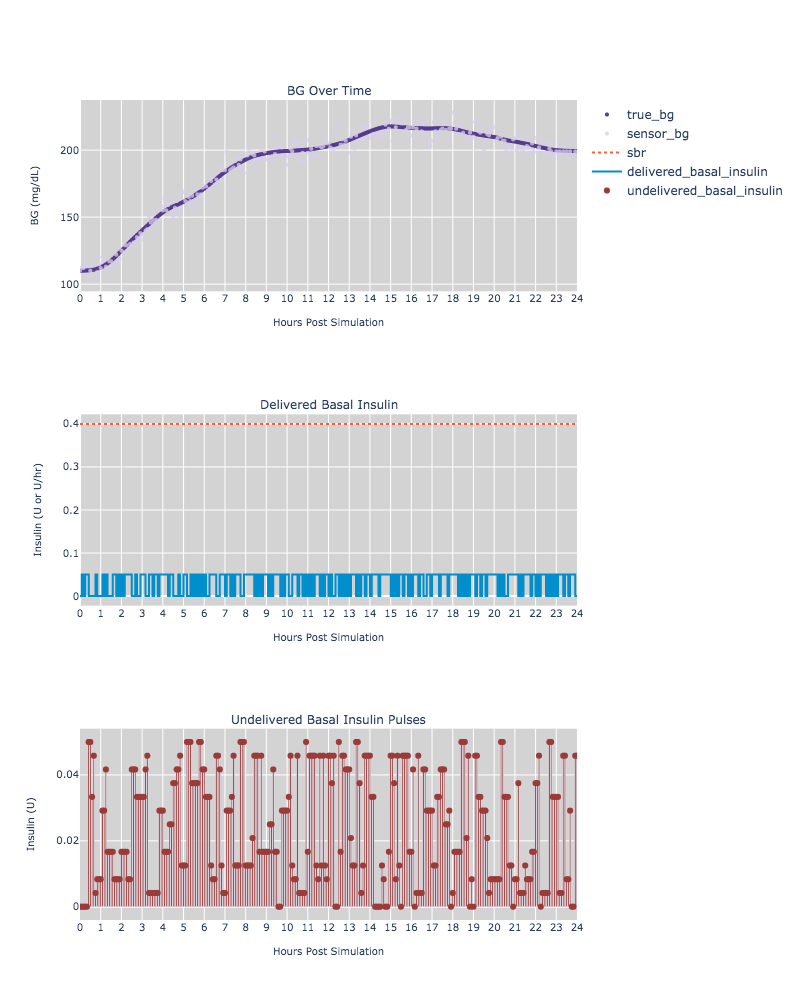 BG Over Time
200
150
100
BG (mg/dL)
0 1 2 3 4 5 6 7 8 9 10 11 12 13 14 15 16 17 18 19 20 21 22 23 24
Hours Post Simulation
true_bg
sensor_bg
sbr
delivered_basal_insulin
undelivered_basal_insulin
Delivered Basal Insulin
0.4
0.3
0.2
0.1
0
Insulin (U or U/hr)
0 1 2 3 4 5 6 7 8 9 10 11 12 13 14 15 16 17 18 19 20 21 22 23 24
Hours Post Simulation
Undelivered Basal Insulin Pulses
0.04
0.02
0
Insulin (U)
0 1 2 3 4 5 6 7 8 9 10 11 12 13 14 15 16 17 18 19 20 21 22 23 24
Hours Post Simulation